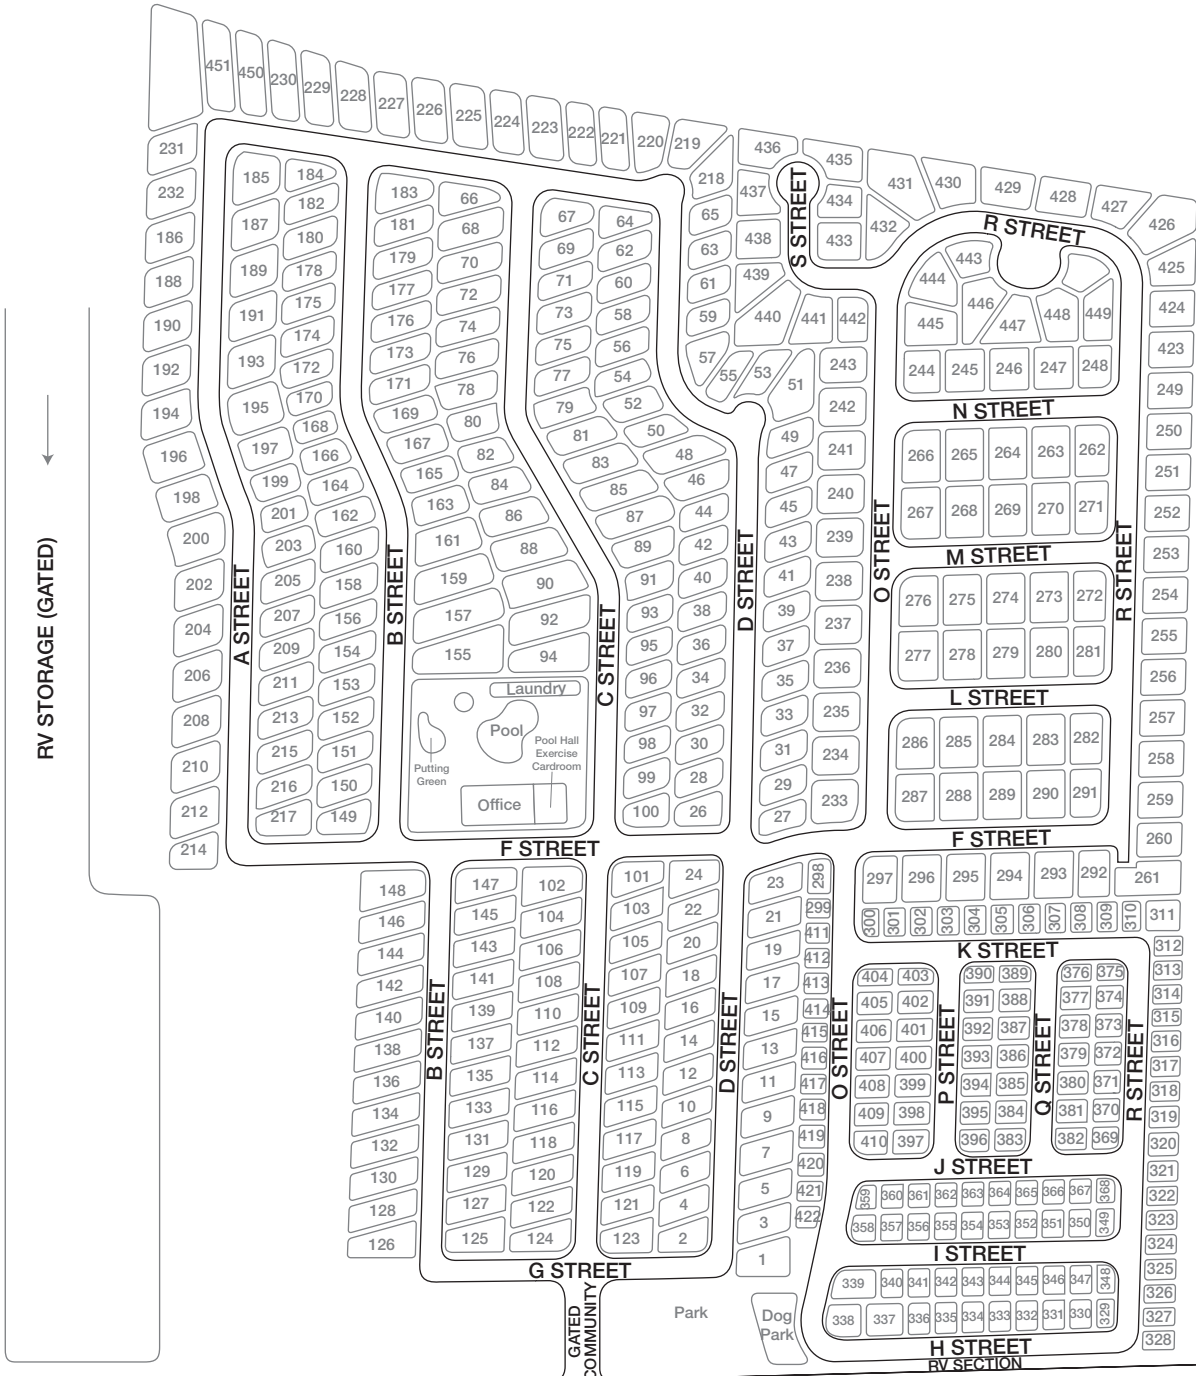 451 450 230 229 228 227 226 225 224 223 222 221 220 219
436 435 431 430 429 428 427 426
231 232 186 188 190 192 194 196 198 200 202 204 206 208 210 212 214
RV STORAGE (GATED)
A STREET
185 184
187 182
189 180
191 178
193 175
195 174
197 172
199 170
201 168
203 166
205 164
207 162
209 160
211 158
213 156
215 154
216 153
217 152
151
150
149
B STREET
183 66
181 68
179 70
177 72
176 74
173 76
171 78
169 80
167 82
165 84
163 86
161 88
159 90
157 92
155 94
Laundry
Pool
Putting
Green
Pool Hall
Exercise
Cardroom
Office
C STREET
67 64
69 62
71 60
73 58
75 56
77 54
79 52
81 50
83 48
85 46
87 44
89 42
91 40
93 38
95 36
96 34
97 32
98 30
99 28
100 26
D STREET
218 65 63 61 59 57 55 53 51 49 47 45 43 41 39 37 35 33 31 29 27
437 438 439 440 441 442
S STREET
434 433 432
243 242 241 240 239 238 237 236 235 234 233
O STREET
R STREET
443 444 445 446 447 448 449
244 245 246 247 248
N STREET
266 265 264 263 262
267 268 269 270 271
M STREET
276 275 274 273 272
277 278 279 280 281
L STREET
286 285 284 283 282
287 288 289 290 291
F STREET
R STREET
425 424 423 249 250 251 252 253 254 255 256 257 258 259 260 261
297 296 295 294 293 292
300 301 302 303 304 305 306 307 308 309 310 311
K STREET
F STREET
148 146 144 142 140 138 136 134 132 130 128 126
B STREET
147 102
145 104
143 106
141 108
139 110
137 112
135 114
133 116
131 118
129 120
127 122
125 124
C STREET
101 24
103 22
105 20
107 18
109 16
111 14
113 12
115 10
117 8
119 6
121 4
123 2
D STREET
23 21 19 17 15 13 11 9 7 5 3 1
298 299 411 412 413 414 415 416 417 418 419 420 421 422
O STREET
404 403
405 402
406 401
407 400
408 399
409 398
410 397
P STREET
390 389
391 388
392 387
393 386
394 385
395 384
396 383
Q STREET
376 375
377 374
378 373
379 372
380 371
381 370
382 369
R STREET
312 313 314 315 316 317 318 319 320 321 322 323 324 325 326 327 328
J STREET
359 360 361 362 363 364 365 366 367 368
358 357 356 355 354 353 352 351 350 349
I STREET
339 340 341 342 343 344 345 346 347 348
338 337 336 335 334 333 332 331 330 329
H STREET
RV SECTION
G STREET
GATED
COMMUNITY
Park
Dog
Park